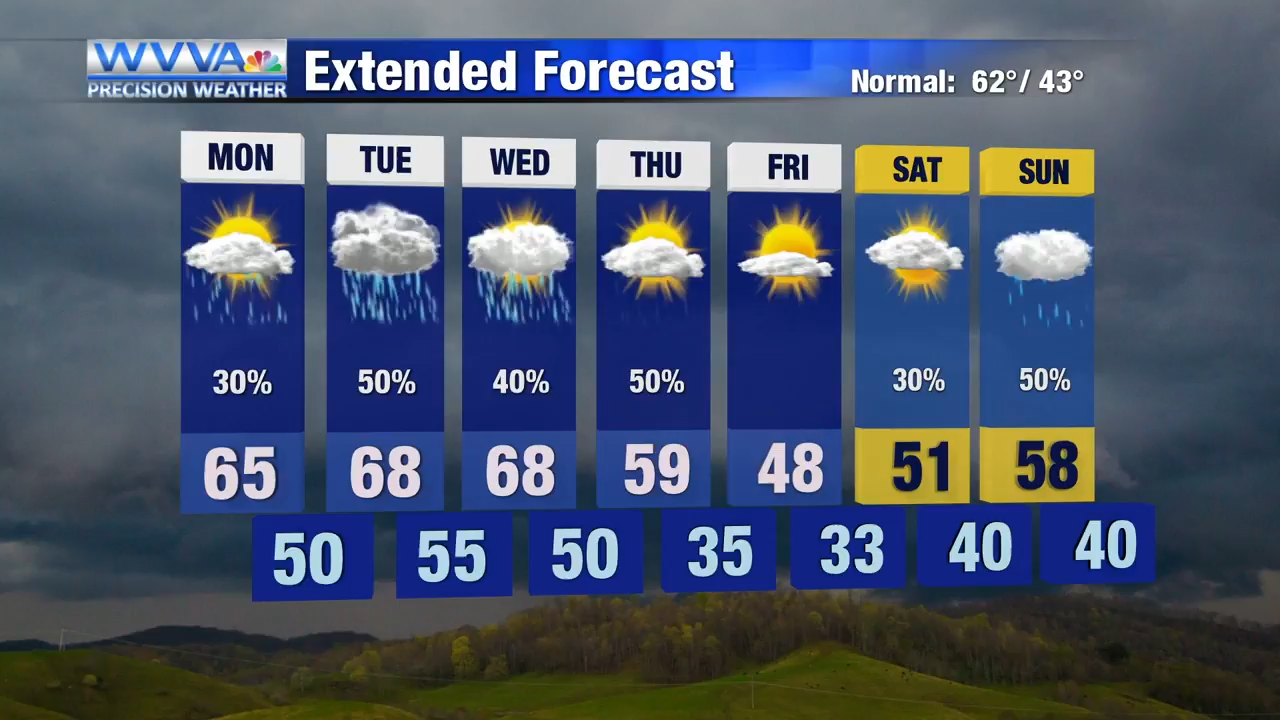 WVVA
PRECISION WEATHER
Extended Forecast
Normal: 62°/ 43°
MON TUE WED THU FRI SAT SUN
30% 50% 40% 50% 30% 50%
65 68 68 59 48 51 58
50 55 50 35 33 40 40